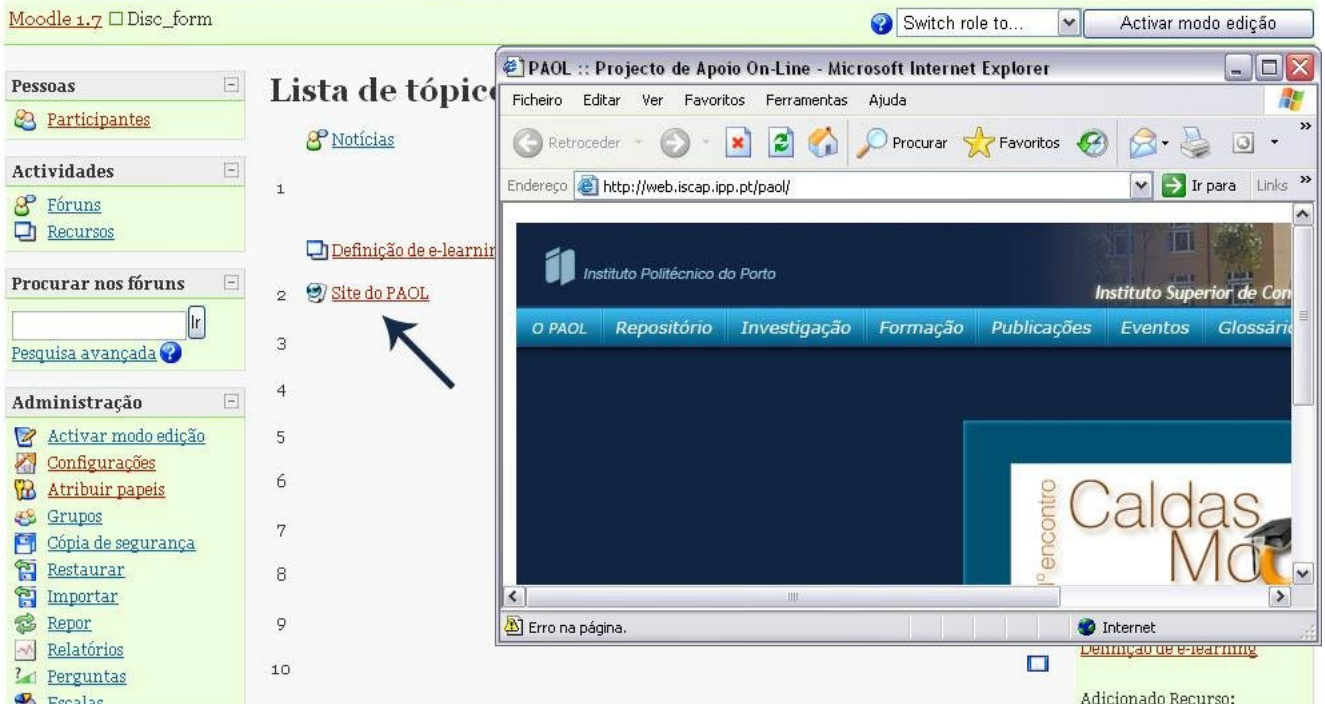 Moodle 1.7 Disc_form
Switch role to...
Activar modo edição
Pessoas
Participantes
Actividades
Fóruns
Recursos
Procurar nos fóruns
Ir
Pesquisa avançada
Administração
Activar modo edição
Configurações
Atribuir papeis
Grupos
Cópia de segurança
Restaurar
Importar
Repor
Relatórios
Perguntas
Escalas
Lista de tópico
Notícias
1
Definição de e-learnin
2 Site do PAOL
3
4
5
6
7
8
9
10
PAOL :: Projecto de Apoio On-Line - Microsoft Internet Explorer
Ficheiro Editar Ver Favoritos Ferramentas Ajuda
Retroceder Procurar Favoritos
Endereço http://web.iscap.ipp.pt/paol/ Ir para Links
Instituto Politécnico do Porto
Instituto Superior de Con
O PAOL Repositório Investigação Formação Publicações Eventos Glossário
1º encontro
Caldas
Moo
Erro na página. Internet
Definição de e-learning
Adicionado Recurso: